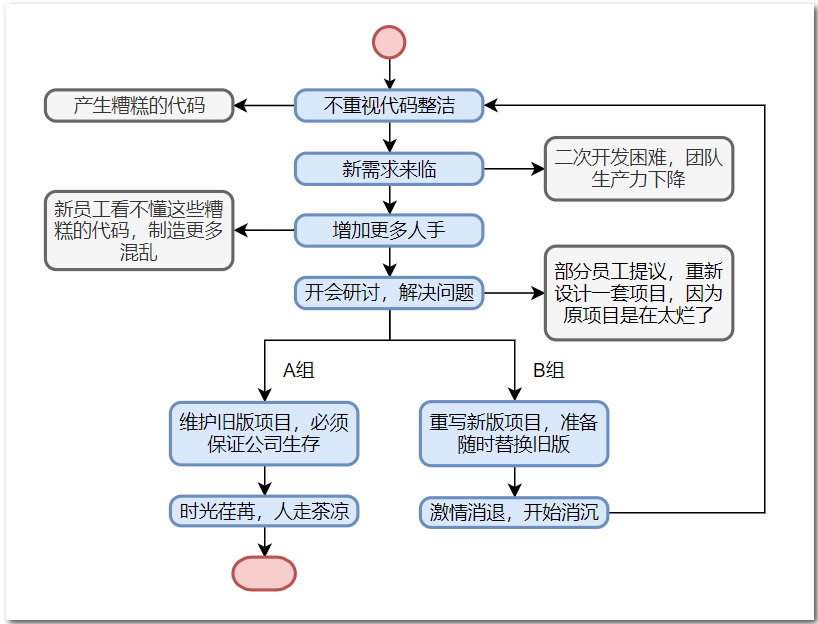 产生糟糕的代码
不重视代码整洁
新需求来临
二次开发困难，团队
生产力下降
新员工看不懂这些糟
糕的代码，制造更多
混乱
增加更多人手
开会研讨，解决问题
部分员工提议，重新
设计一套项目，因为
原项目是在太烂了
A组
B组
维护旧版项目，必须
保证公司生存
重写新版项目，准备
随时替换旧版
时光荏苒，人走茶凉
激情消退，开始消沉